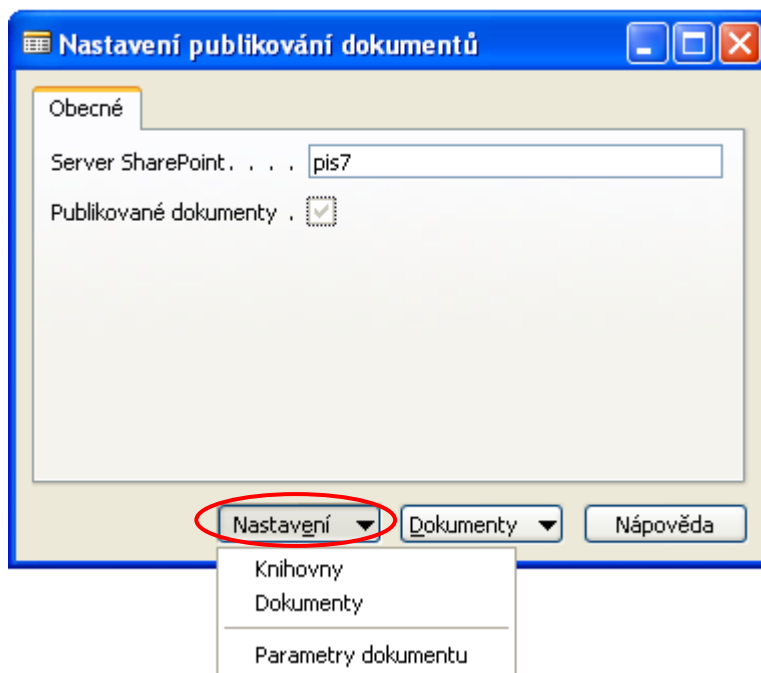 Nastavení publikování dokumentů
Obecné
Server SharePoint. . . . pis7
Publikované dokumenty .
Nastavení Dokumenty Nápověda
Knihovny
Dokumenty
Parametry dokumentu